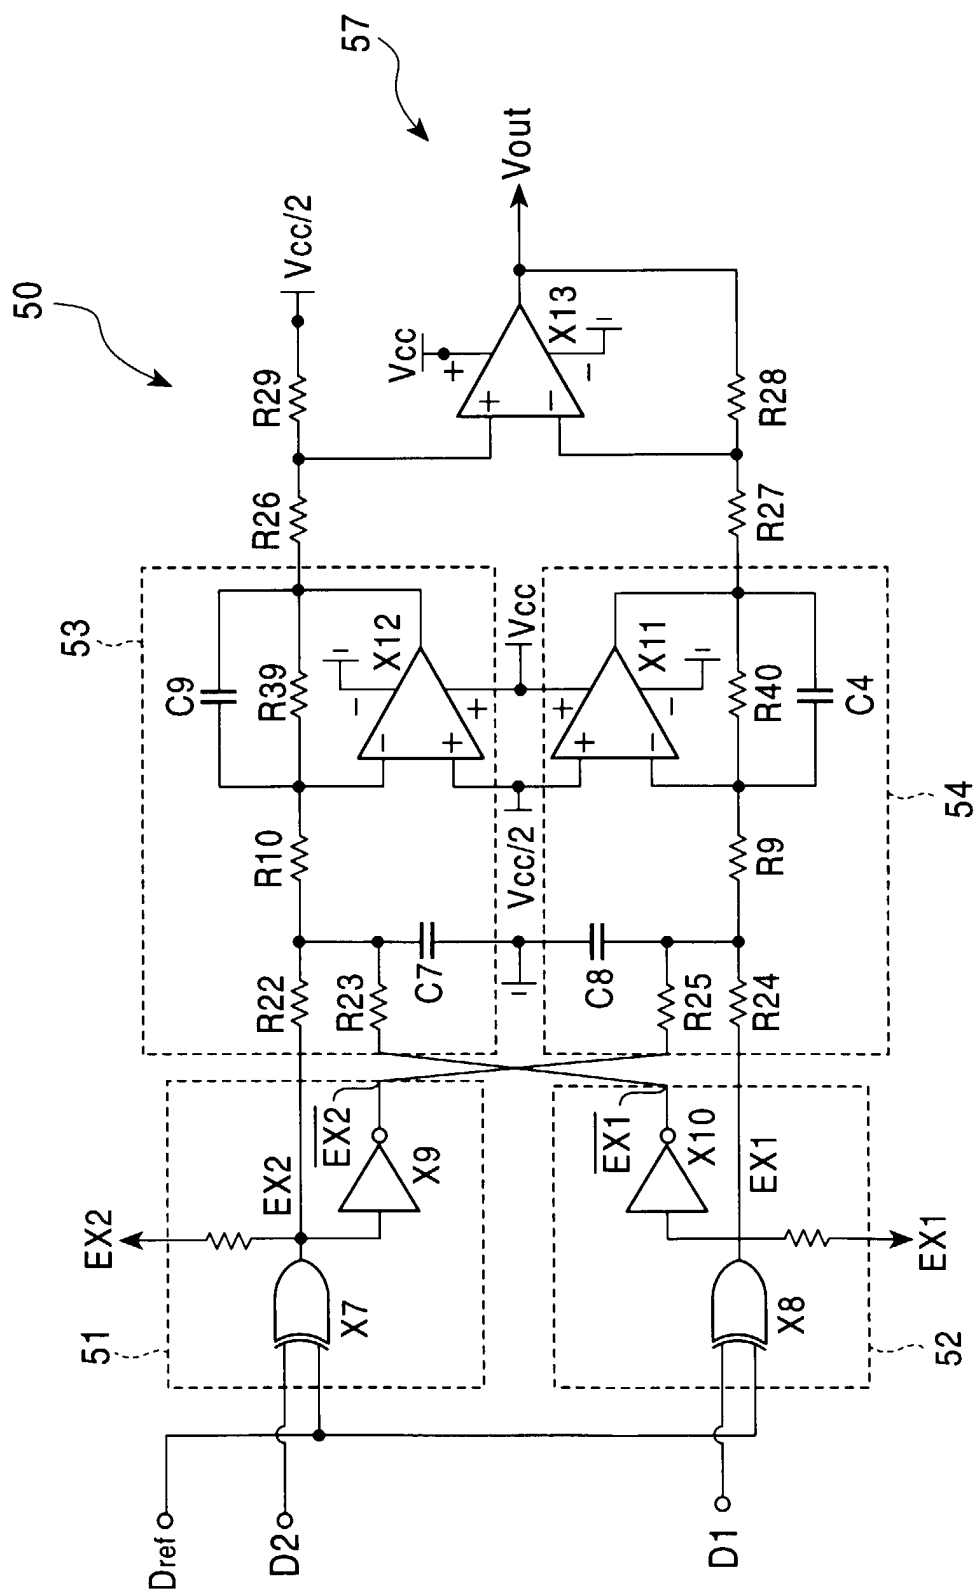 50
57
53
C9
R39
R10
R22
R23
C7
X12
Vcc
Vcc/2
R26
R29
Vcc/2
Vcc
X13
Vout
R28
R27
X11
R40
C4
R9
C8
R25
R24
54
EX2
51
EX2
EX2
X9
X7
EX1
X10
EX1
EX1
X8
52
Dref
D2
D1
+
−
+
−
−
+
−
+
+
−
+
−